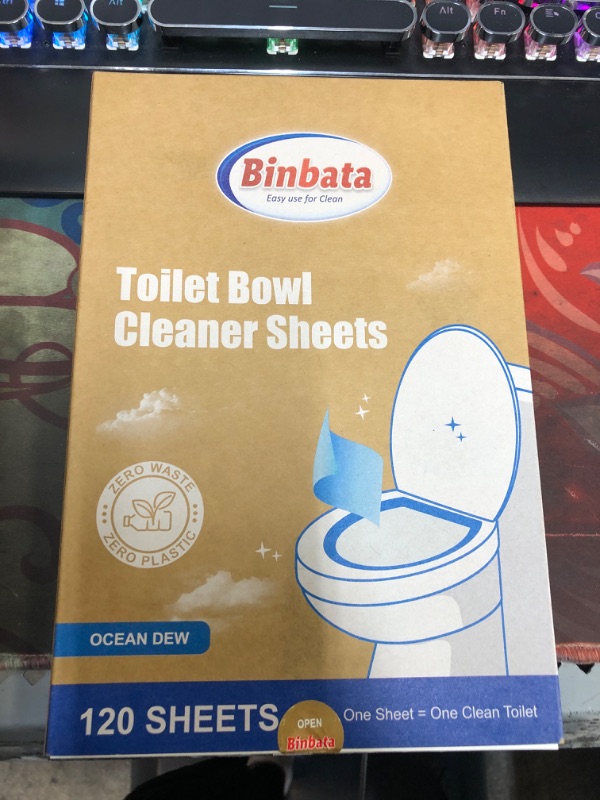 Alt
Fn
Ctrl
Binbata
Easy use for Clean
Toilet Bowl
Cleaner Sheets
ZERO WASTE
ZERO PLASTIC
OCEAN DEW
120 SHEETS
OPEN
Binbata
One Sheet = One Clean Toilet